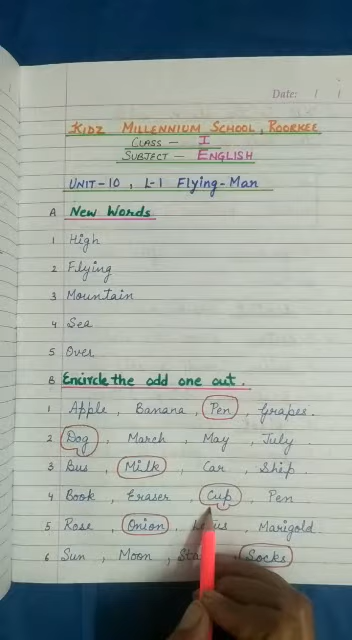 Date: / /
KIDZ MILLENNIUM SCHOOL, ROORKEE
CLASS - I
SUBJECT - ENGLISH
UNIT-10, L-1 Flying-Man
A New Words
1 High
2 Flying
3 Mountain
4 Sea
5 Over
B Encircle the odd one out.
1 Apple, Banana, Pen, Grapes.
2 Dog, March, May, July.
3 Bus, Milk, Car, Ship.
4 Book, Eraser, Cup, Pen
5 Rose, Onion, Marigold
6 Sun, Moon, Socks